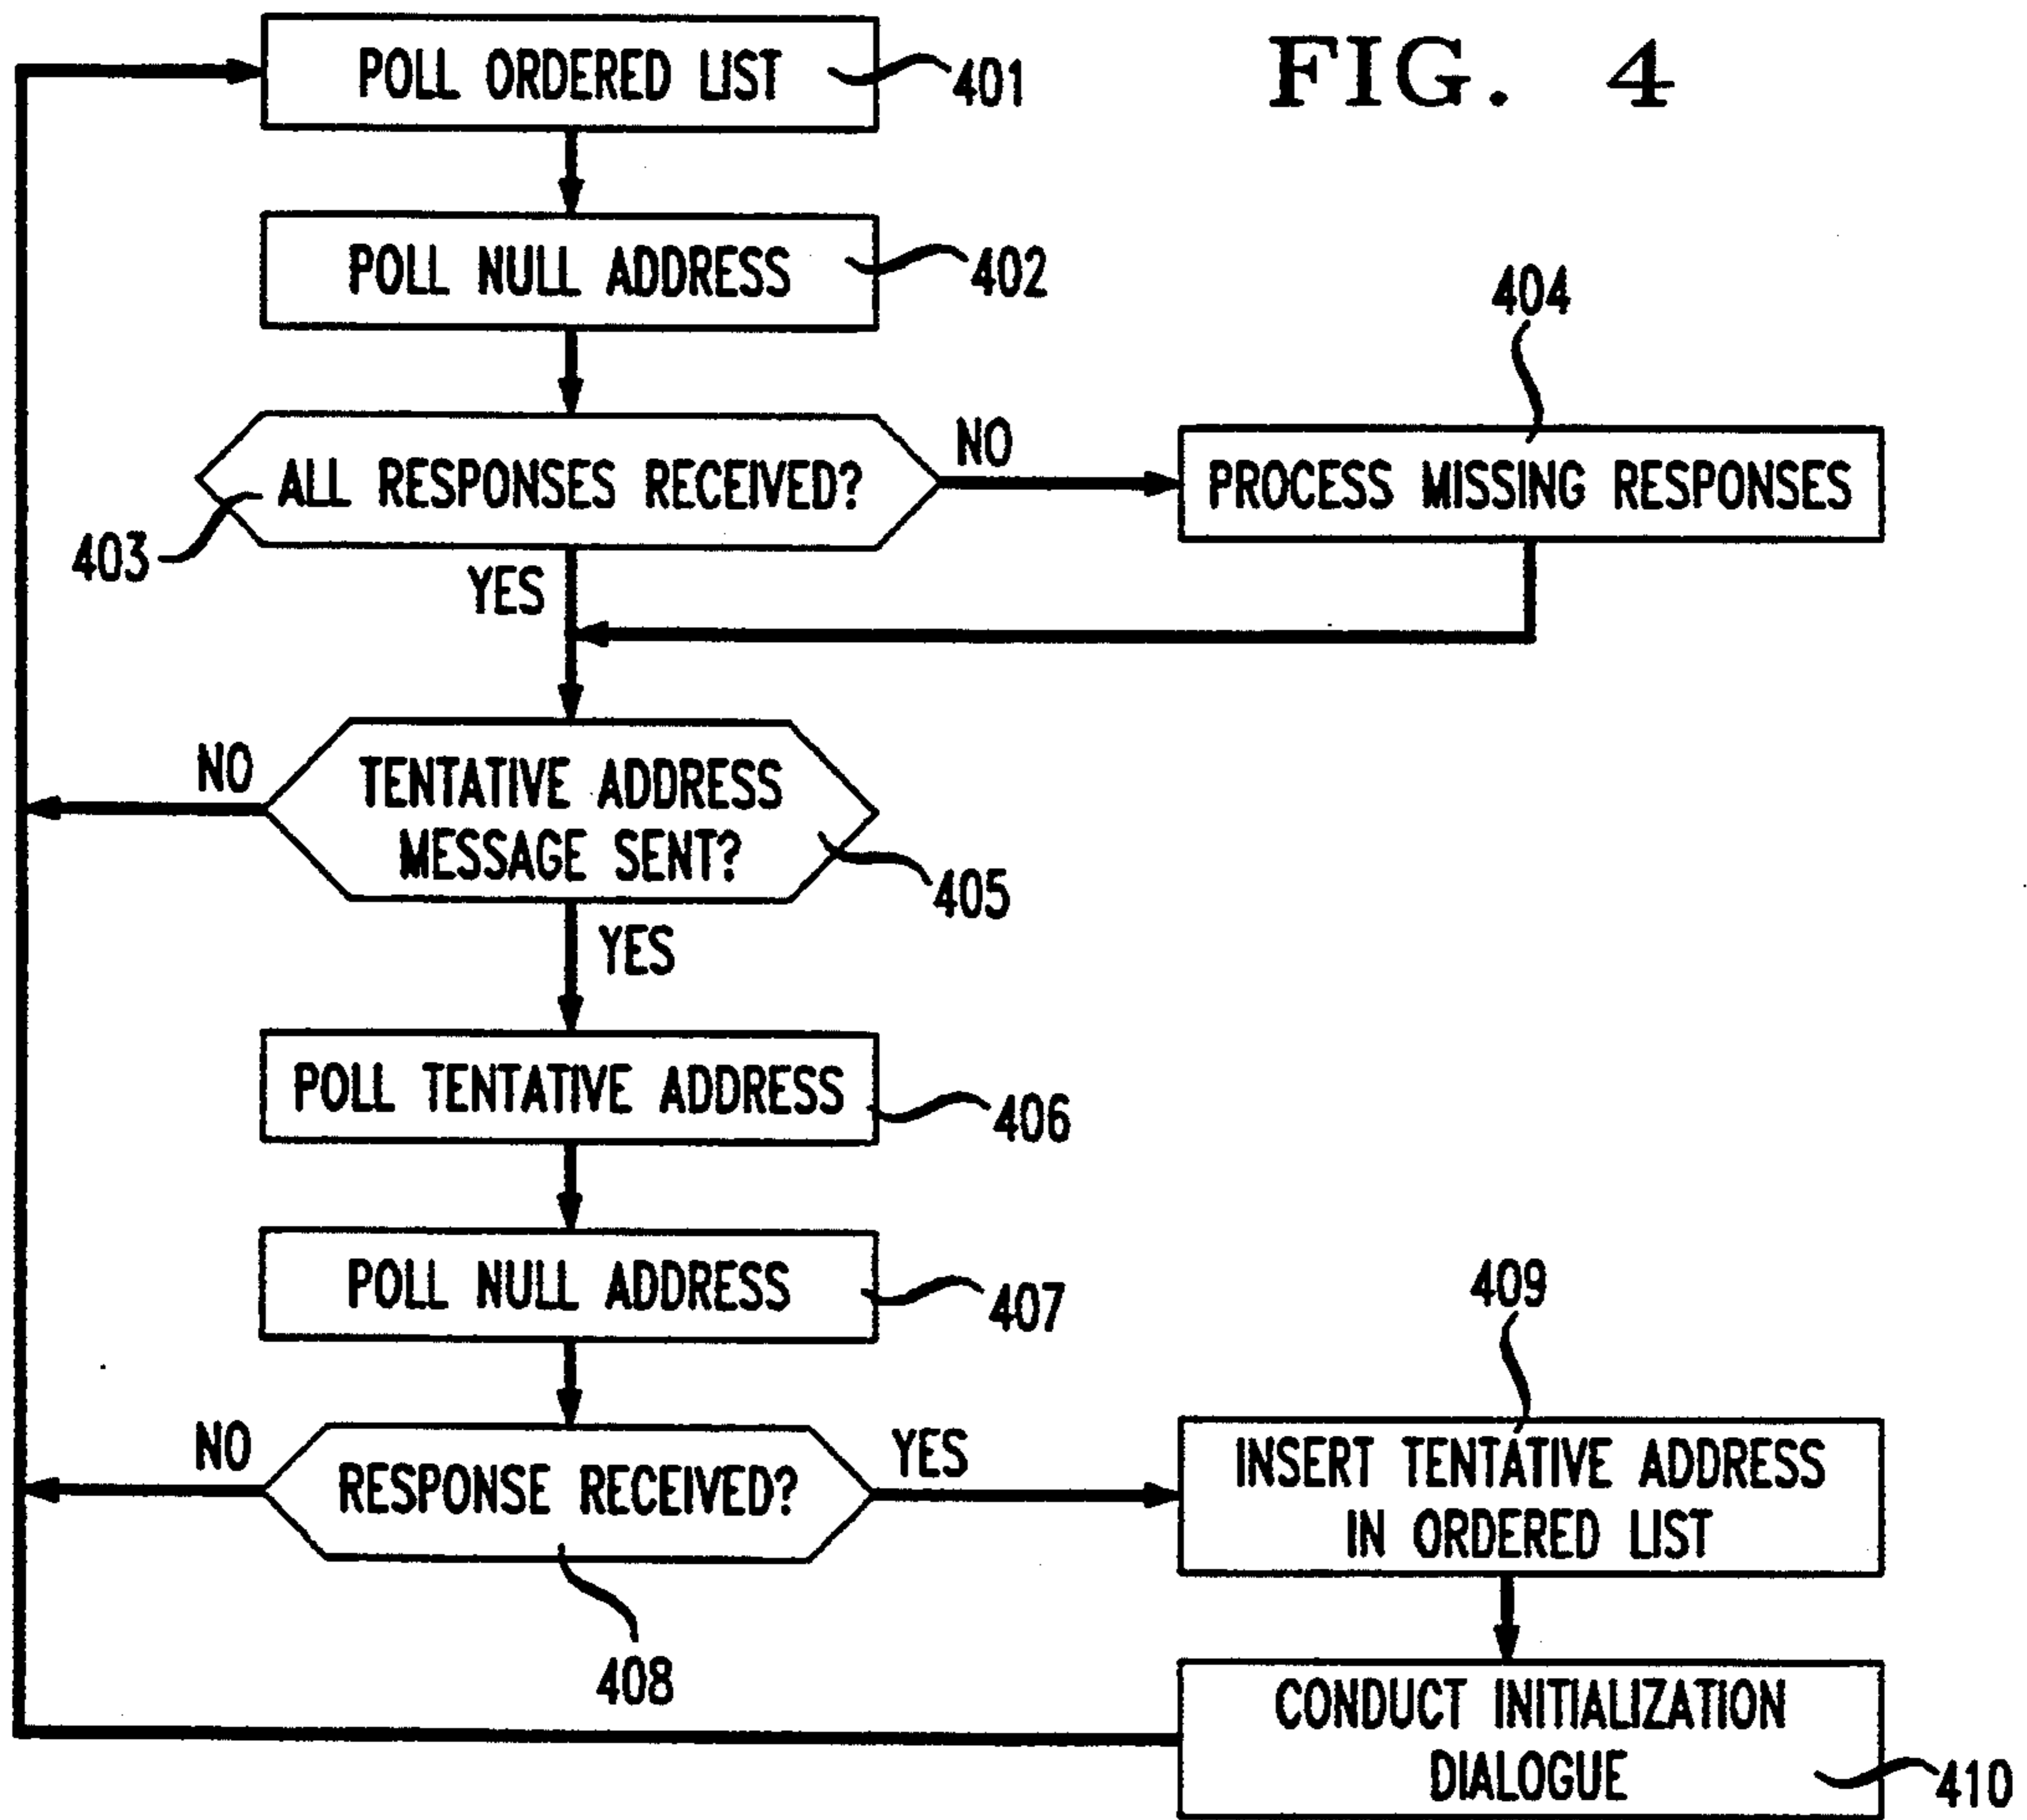 FIG. 4
POLL ORDERED LIST
401
POLL NULL ADDRESS
402
404
ALL RESPONSES RECEIVED?
NO
PROCESS MISSING RESPONSES
403
YES
NO
TENTATIVE ADDRESS
MESSAGE SENT?
405
YES
POLL TENTATIVE ADDRESS
406
POLL NULL ADDRESS
407
409
NO
RESPONSE RECEIVED?
YES
INSERT TENTATIVE ADDRESS
IN ORDERED LIST
408
CONDUCT INITIALIZATION
DIALOGUE
410